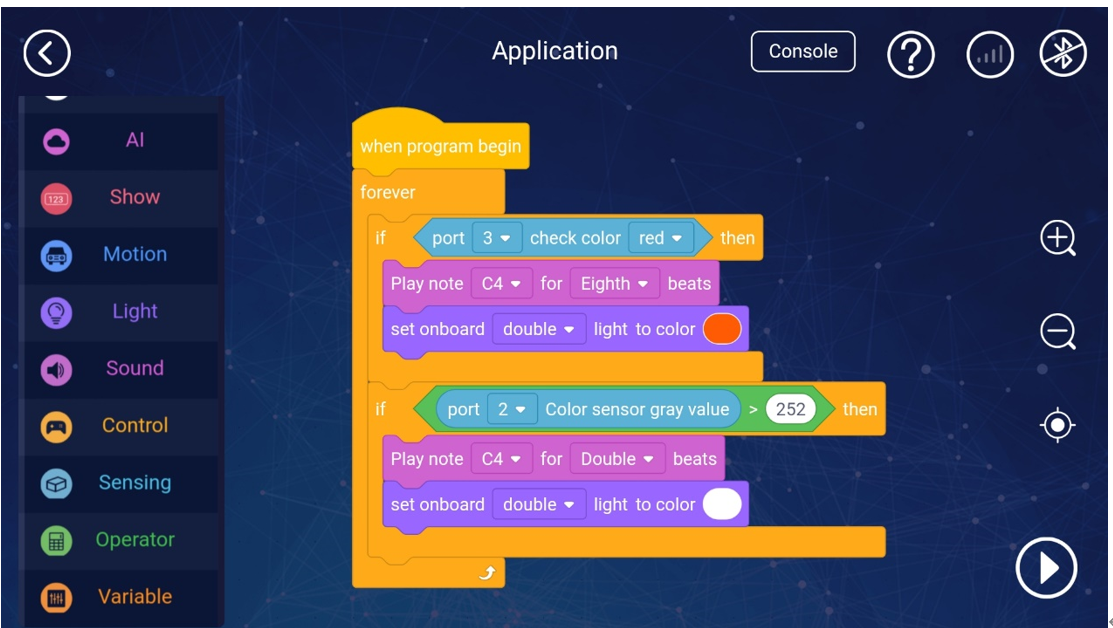 Application
Console
AI
Show
123
Motion
Light
Sound
Control
Sensing
Operator
Variable
when program begin
forever
if port 3 check color red then
Play note C4 for Eighth beats
set onboard double light to color
if port 2 Color sensor gray value > 252 then
Play note C4 for Double beats
set onboard double light to color